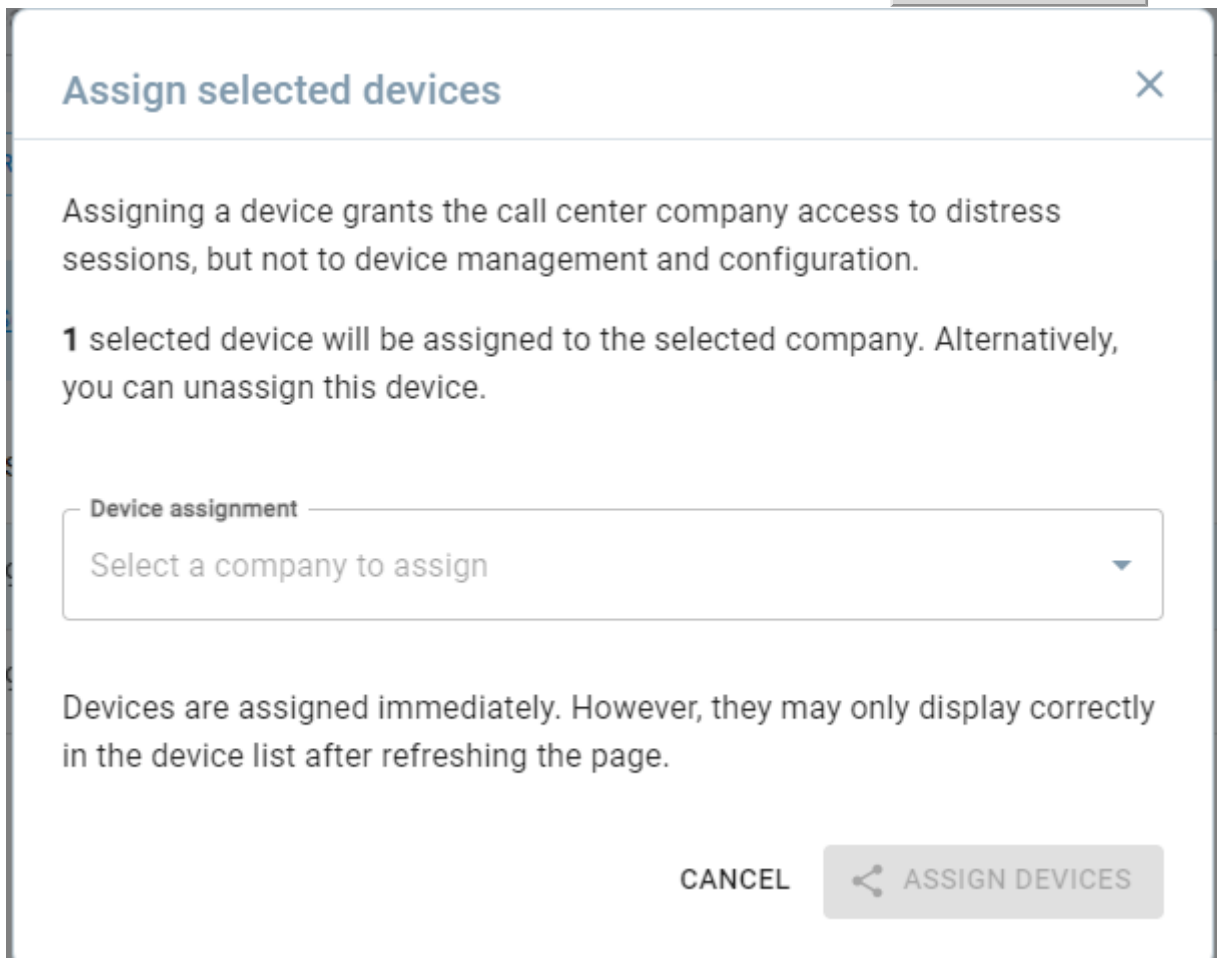 Assign selected devices
Assigning a device grants the call center company access to distress
sessions, but not to device management and configuration.
1 selected device will be assigned to the selected company. Alternatively,
you can unassign this device.
Device assignment
Select a company to assign
Devices are assigned immediately. However, they may only display correctly
in the device list after refreshing the page.
CANCEL
ASSIGN DEVICES